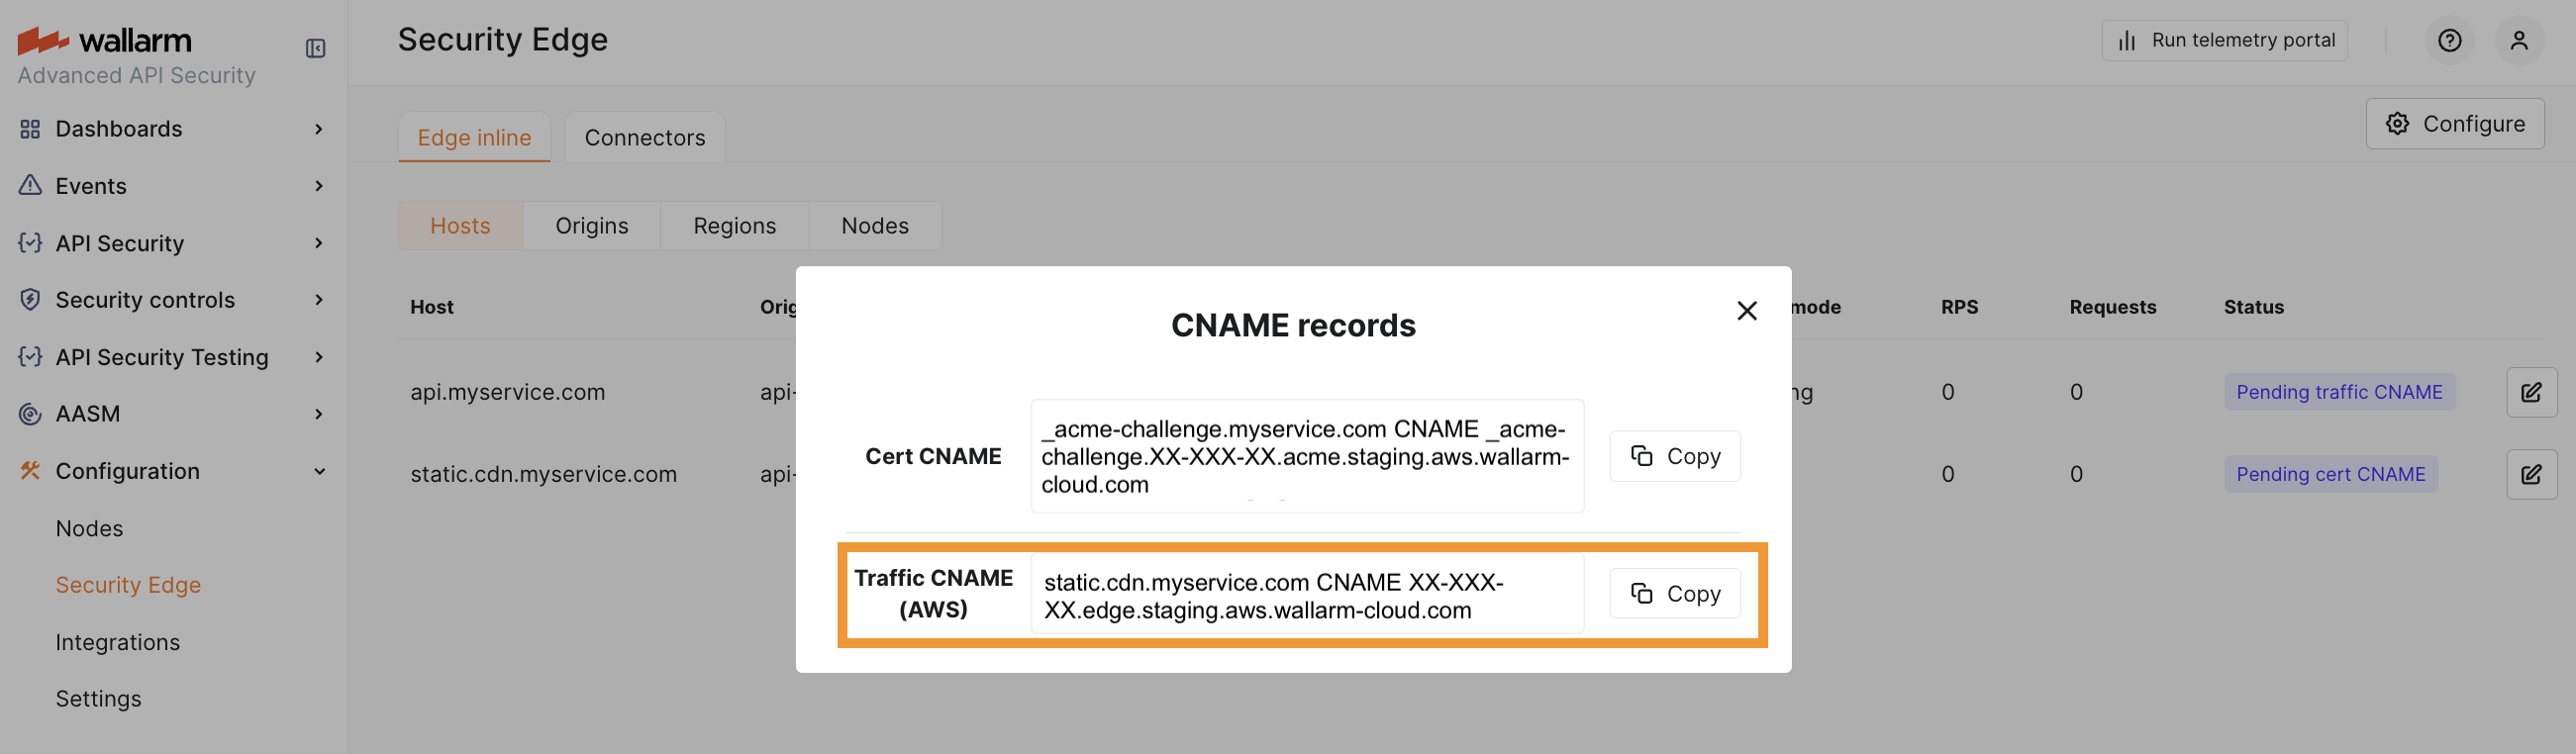 wallarm
Advanced API Security
Dashboards
Events
API Security
Security controls
API Security Testing
AASM
Configuration
Nodes
Security Edge
Integrations
Settings
Security Edge
Run telemetry portal
Edge inline
Connectors
Configure
Hosts
Origins
Regions
Nodes
Host
Orig
mode
RPS
Requests
Status
api.myservice.com
api-
ng
0
0
Pending traffic CNAME
static.cdn.myservice.com
api-
0
0
Pending cert CNAME
CNAME records
Cert CNAME
_acme-challenge.myservice.com CNAME _acme-
challenge.XX-XXX-XX.acme.staging.aws.wallarm-
cloud.com
Copy
Traffic CNAME
(AWS)
static.cdn.myservice.com CNAME XX-XXX-
XX.edge.staging.aws.wallarm-cloud.com
Copy